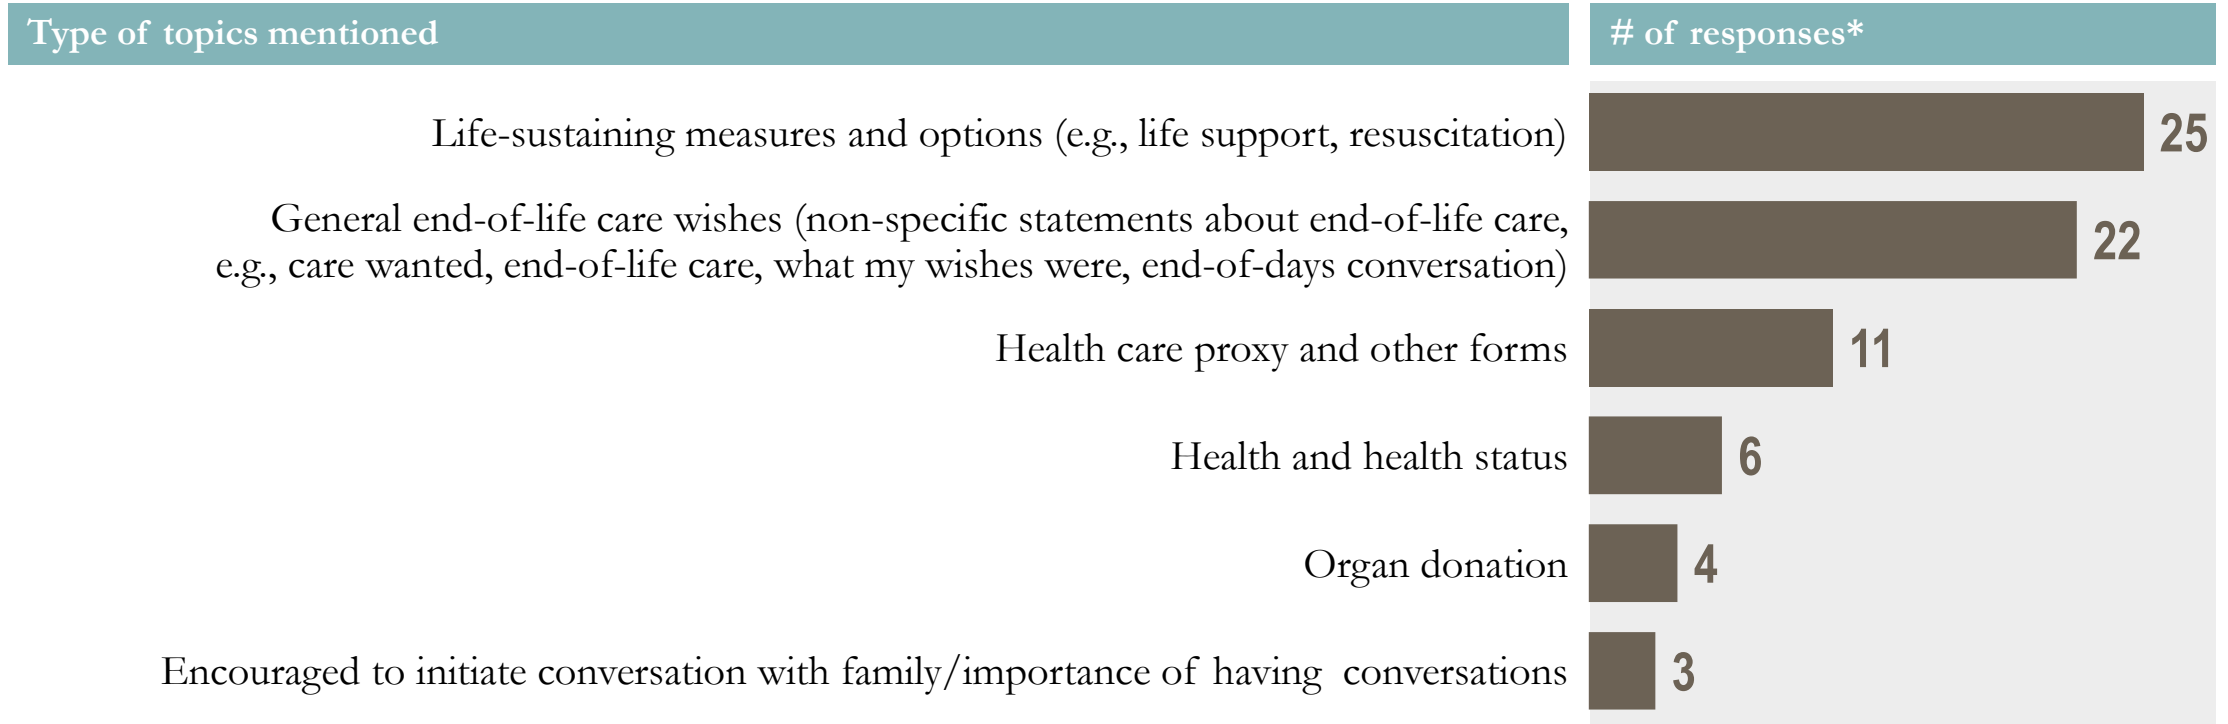 Type of topics mentioned
# of responses*
Life-sustaining measures and options (e.g., life support, resuscitation)
25
General end-of-life care wishes (non-specific statements about end-of-life care,
e.g., care wanted, end-of-life care, what my wishes were, end-of-days conversation)
22
Health care proxy and other forms
11
Health and health status
6
Organ donation
4
Encouraged to initiate conversation with family/importance of having conversations
3